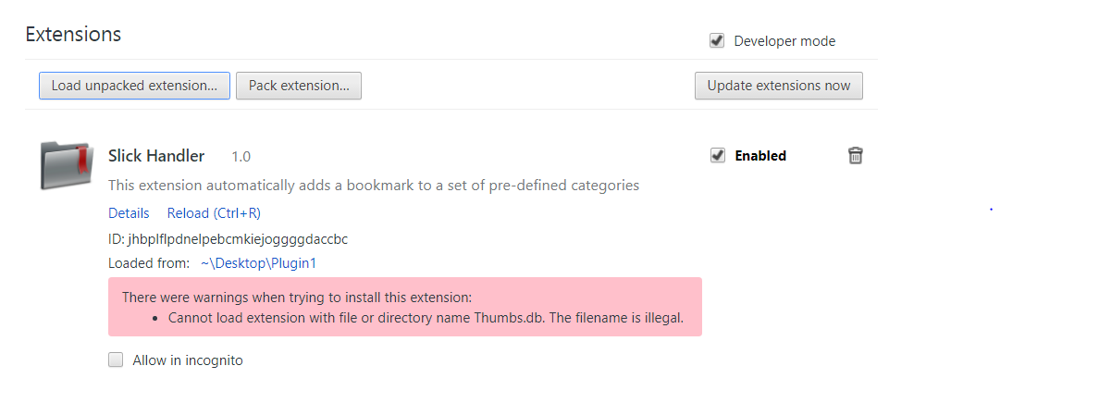 Extensions
Developer mode
Load unpacked extension...
Pack extension...
Update extensions now
Slick Handler 1.0
Enabled
This extension automatically adds a bookmark to a set of pre-defined categories
Details Reload (Ctrl+R)
ID: jhbplflpdnelpebcmkiejoggggdaccbc
Loaded from: ~\Desktop\Plugin1
There were warnings when trying to install this extension:
• Cannot load extension with file or directory name Thumbs.db. The filename is illegal.
Allow in incognito